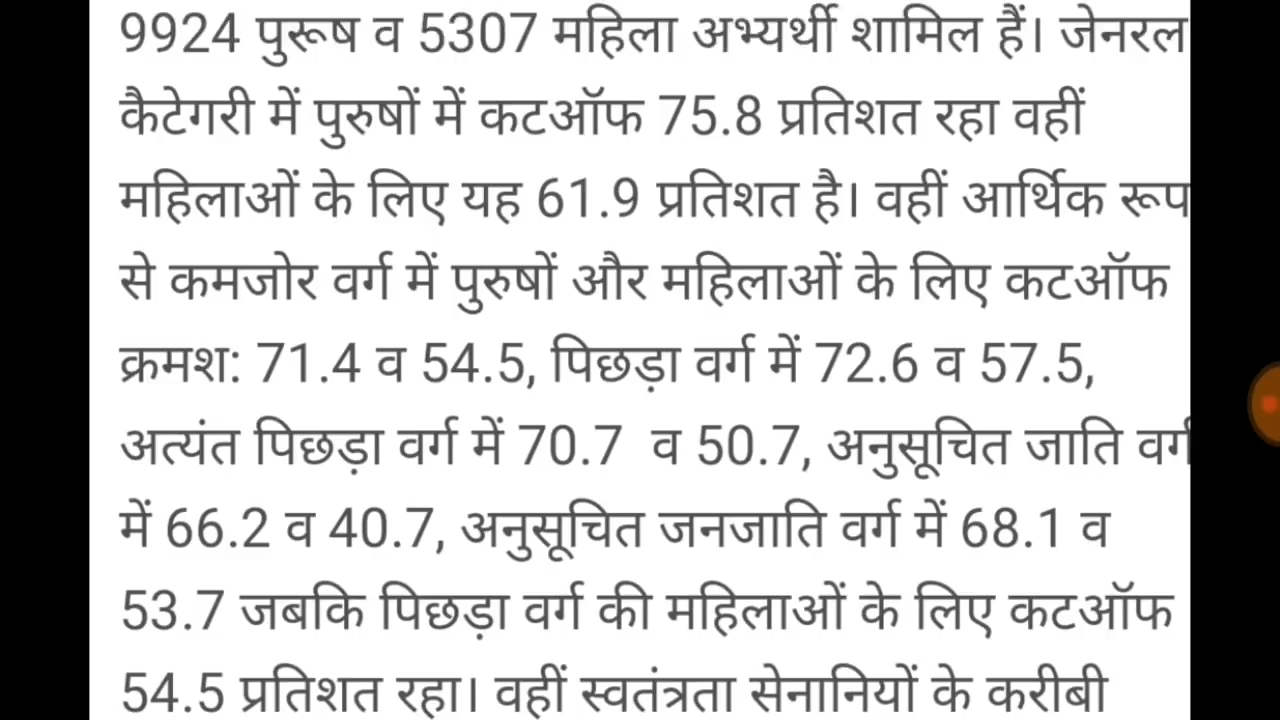 9924 पुरूष व 5307 महिला अभ्यर्थी शामिल हैं। जेनरल
कैटेगरी में पुरुषों में कटऑफ 75.8 प्रतिशत रहा वहीं
महिलाओं के लिए यह 61.9 प्रतिशत है। वहीं आर्थिक रूप
से कमजोर वर्ग में पुरुषों और महिलाओं के लिए कटऑफ
क्रमश: 71.4 व 54.5, पिछड़ा वर्ग में 72.6 व 57.5,
अत्यंत पिछड़ा वर्ग में 70.7 व 50.7, अनुसूचित जाति वर्ग
में 66.2 व 40.7, अनुसूचित जनजाति वर्ग में 68.1 व
53.7 जबकि पिछड़ा वर्ग की महिलाओं के लिए कटऑफ
54.5 प्रतिशत रहा। वहीं स्वतंत्रता सेनानियों के करीबी